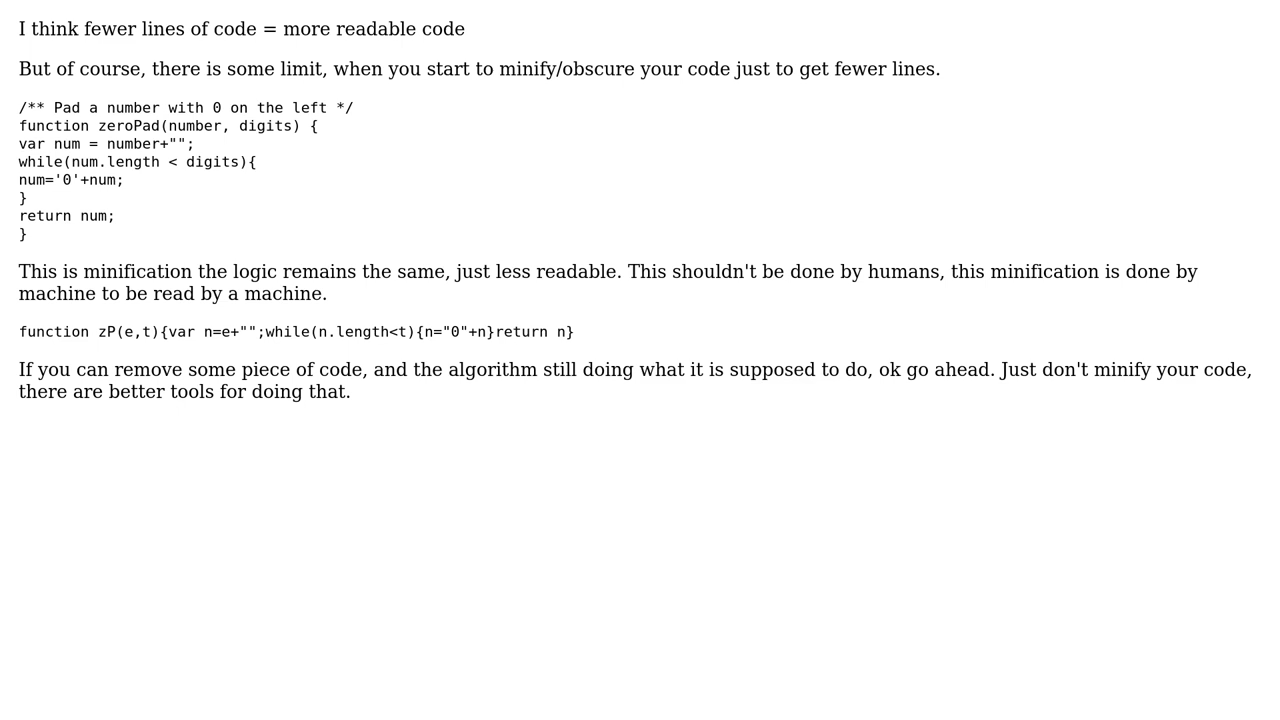 I think fewer lines of code = more readable code
But of course, there is some limit, when you start to minify/obscure your code just to get fewer lines.
/** Pad a number with 0 on the left */
function zeroPad(number, digits) {
var num = number+"";
while(num.length < digits){
num='0'+num;
}
return num;
}
This is minification the logic remains the same, just less readable. This shouldn't be done by humans, this minification is done by
machine to be read by a machine.
function zP(e,t){var n=e+"";while(n.length<t){n="0"+n}return n}
If you can remove some piece of code, and the algorithm still doing what it is supposed to do, ok go ahead. Just don't minify your code,
there are better tools for doing that.